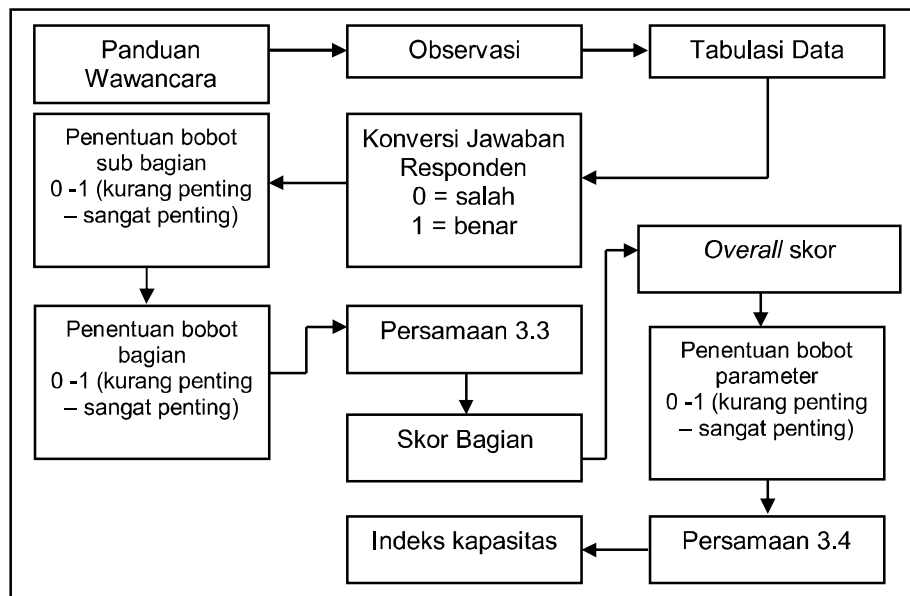 Panduan
Wawancara
Observasi
Tabulasi Data
Konversi Jawaban
Responden
0 = salah
1 = benar
Penentuan bobot
sub bagian
0 -1 (kurang penting
– sangat penting)
Penentuan bobot
bagian
0 -1 (kurang penting
– sangat penting)
Persamaan 3.3
Skor Bagian
Overall skor
Penentuan bobot
parameter
0 -1 (kurang penting
– sangat penting)
Persamaan 3.4
Indeks kapasitas